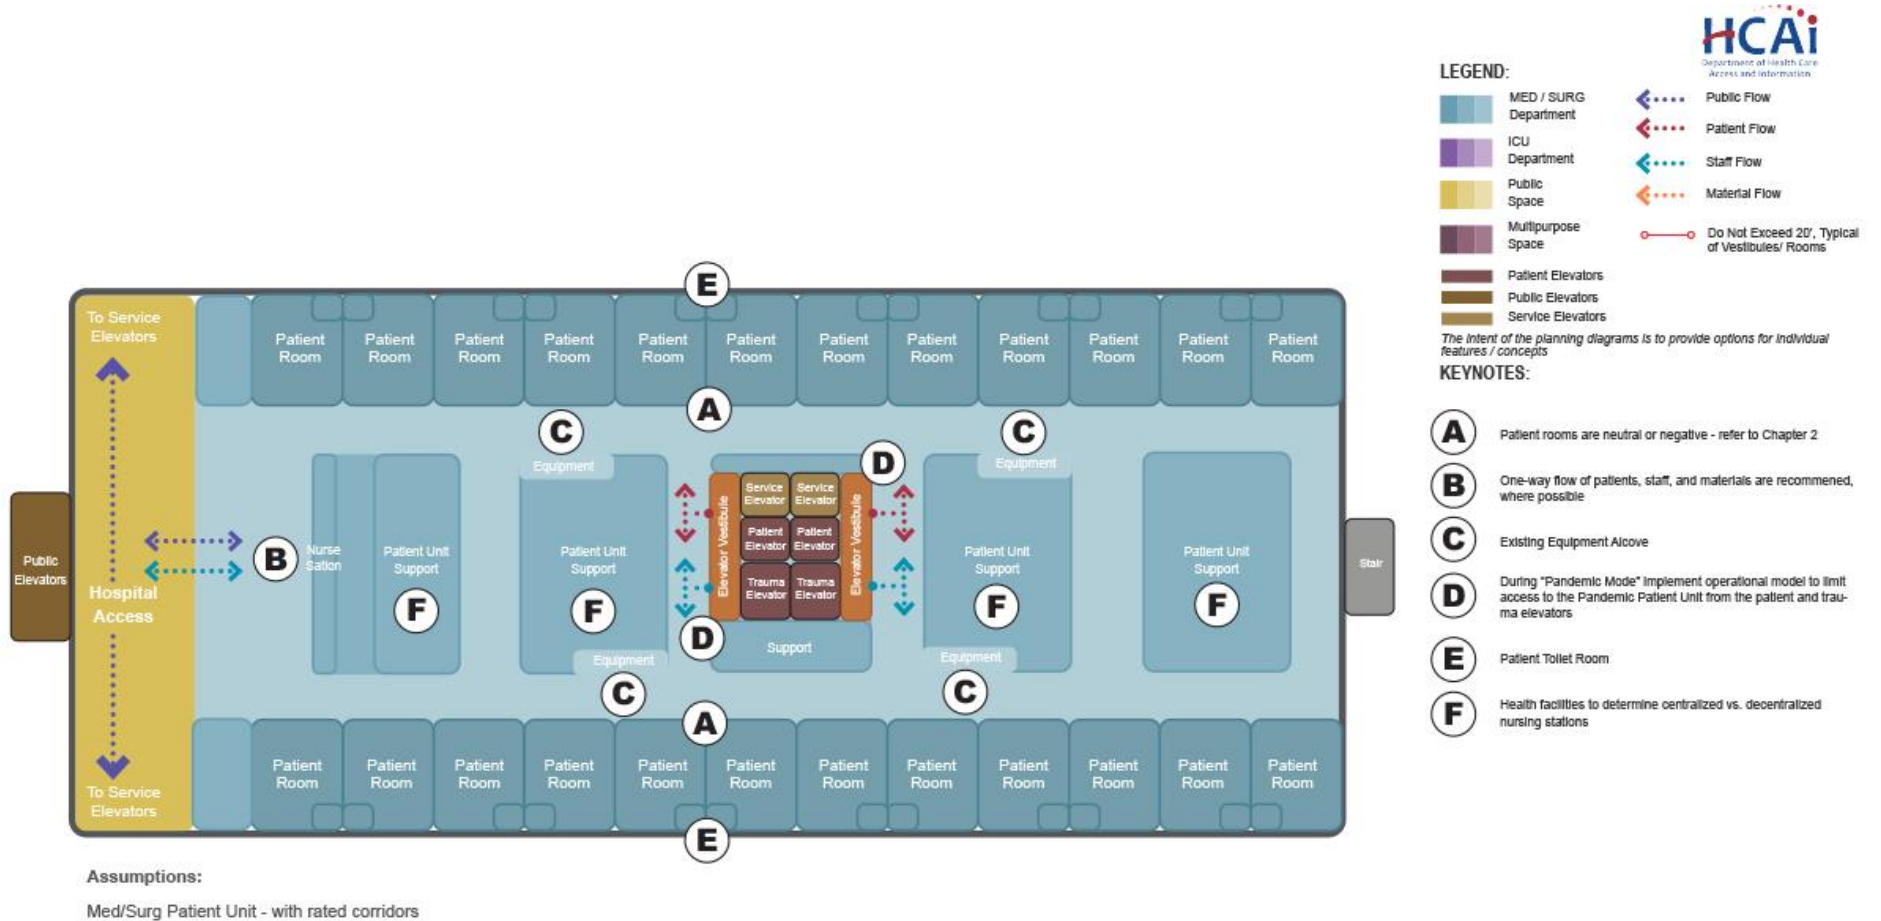 HCAi
Department of Health Care
Access and Information
LEGEND:
MED / SURG
Department
ICU
Department
Public
Space
Multipurpose
Space
Patient Elevators
Public Elevators
Service Elevators
Public Flow
Patient Flow
Staff Flow
Material Flow
Do Not Exceed 20', Typical
of Vestibules/ Rooms
The intent of the planning diagrams is to provide options for individual
features / concepts
KEYNOTES:
A
Patient rooms are neutral or negative - refer to Chapter 2
B
One-way flow of patients, staff, and materials are recommened,
where possible
C
Existing Equipment Alcove
D
During "Pandemic Mode" implement operational model to limit
access to the Pandemic Patient Unit from the patient and trau-
ma elevators
E
Patient Toilet Room
F
Health facilities to determine centralized vs. decentralized
nursing stations
E
To Service
Elevators
Patient
Room
Patient
Room
Patient
Room
Patient
Room
Patient
Room
Patient
Room
Patient
Room
Patient
Room
Patient
Room
Patient
Room
Patient
Room
Patient
Room
A
C
C
Equipment
D
Equipment
Public
Elevators
Hospital
Access
B
Nurse
Sation
Patient Unit
Support
F
Patient Unit
Support
F
Elevator Vestibule
Service
Elevator
Service
Elevator
Patient
Elevator
Patient
Elevator
Trauma
Elevator
Trauma
Elevator
Elevator Vestibule
Patient Unit
Support
F
Patient Unit
Support
F
Stair
D
Support
Equipment
C
Equipment
C
A
To Service
Elevators
Patient
Room
Patient
Room
Patient
Room
Patient
Room
Patient
Room
Patient
Room
Patient
Room
Patient
Room
Patient
Room
Patient
Room
Patient
Room
Patient
Room
E
Assumptions:
Med/Surg Patient Unit - with rated corridors